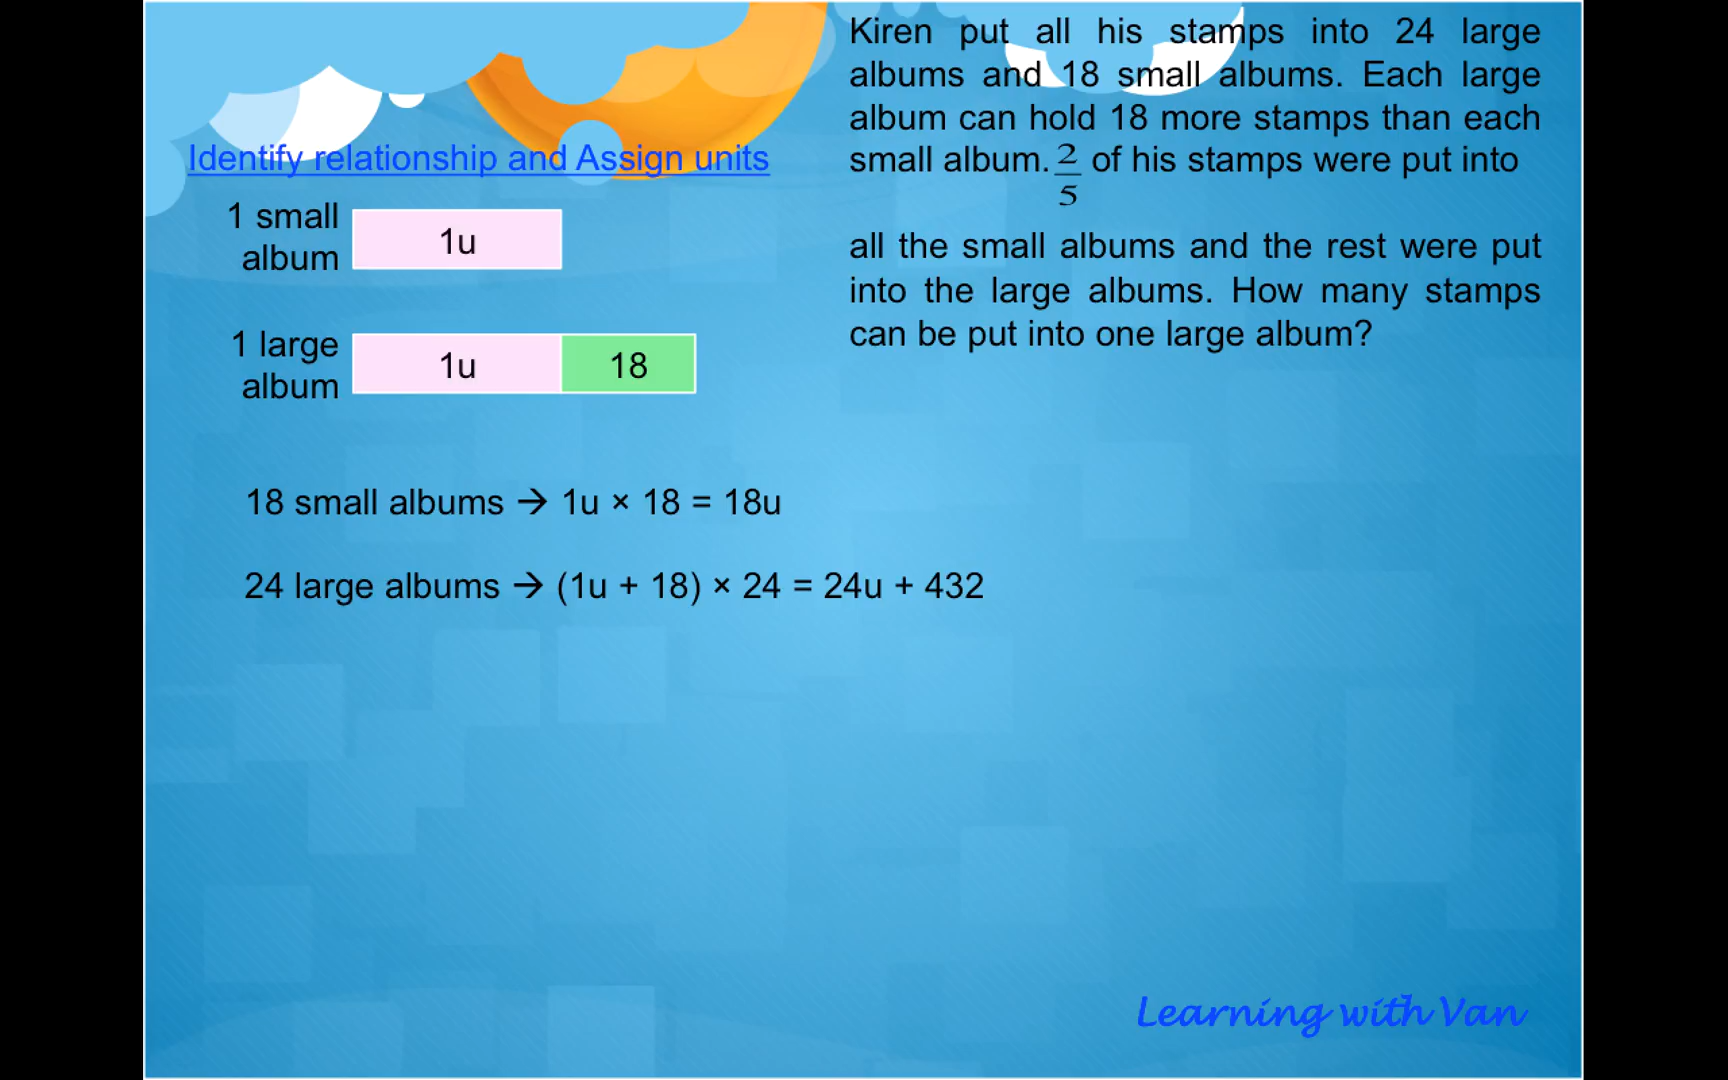 Kiren put all his stamps into 24 large
albums and 18 small albums. Each large
album can hold 18 more stamps than each
small album. 2/5 of his stamps were put into
all the small albums and the rest were put
into the large albums. How many stamps
can be put into one large album?
Identify relationship and Assign units
1 small
album
1u
1 large
album
1u 18
18 small albums → 1u × 18 = 18u
24 large albums → (1u + 18) × 24 = 24u + 432
Learning with Van